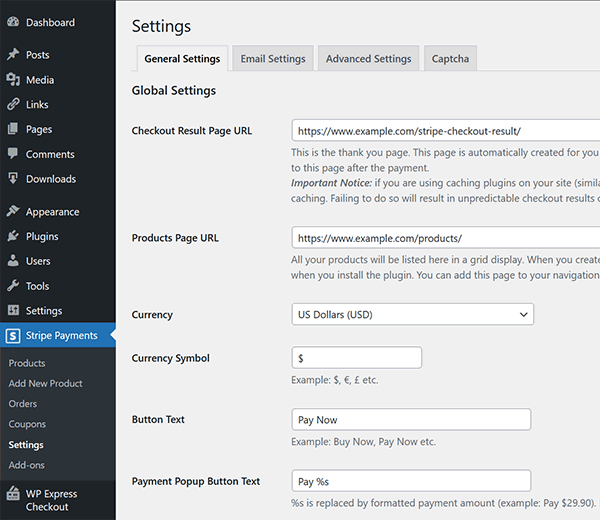 Dashboard
Posts
Media
Links
Pages
Comments
Downloads
Appearance
Plugins
Users
Tools
Settings
Stripe Payments
Products
Add New Product
Orders
Coupons
Settings
Add-ons
WP Express
Checkout
Settings
General Settings
Email Settings
Advanced Settings
Captcha
Global Settings
Checkout Result Page URL
https://www.example.com/stripe-checkout-result/
This is the thank you page. This page is automatically created for you
to this page after the payment.
Important Notice: if you are using caching plugins on your site (simila
caching. Failing to do so will result in unpredictable checkout results
Products Page URL
https://www.example.com/products/
All your products will be listed here in a grid display. When you create
when you install the plugin. You can add this page to your navigation
Currency
US Dollars (USD)
Currency Symbol
$
Example: $, €, £ etc.
Button Text
Pay Now
Example: Buy Now, Pay Now etc.
Payment Popup Button Text
Pay %s
%s is replaced by formatted payment amount (example: Pay $29.90).